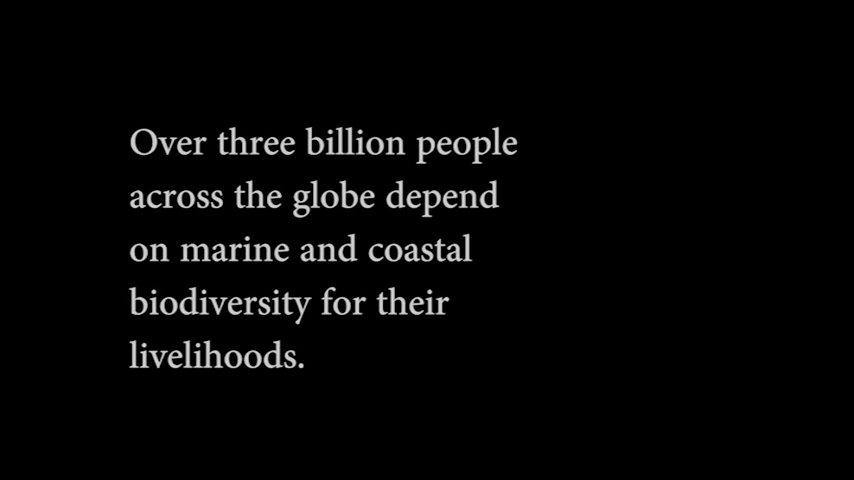 Over three billion people
across the globe depend
on marine and coastal
biodiversity for their
livelihoods.